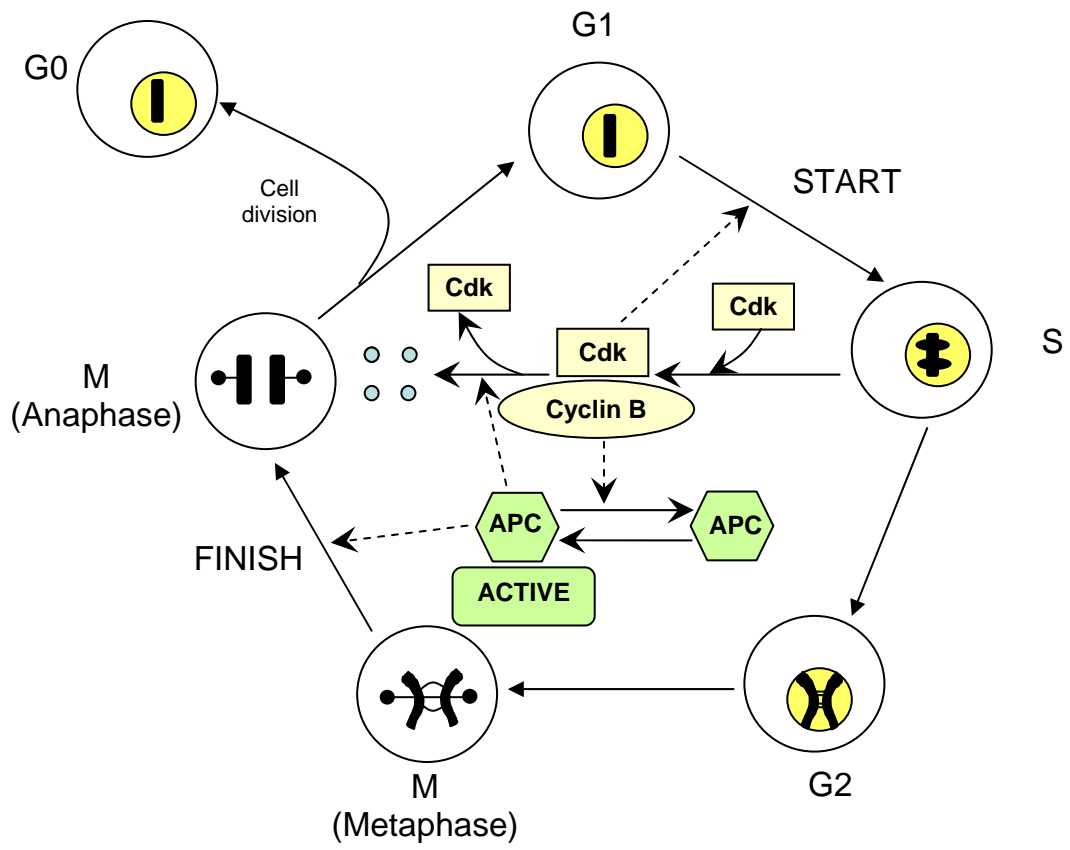 G1
G0
START
Cell
division
Cdk
Cdk
Cdk
S
M
(Anaphase)
Cyclin B
APC
APC
FINISH
ACTIVE
M
(Metaphase)
G2